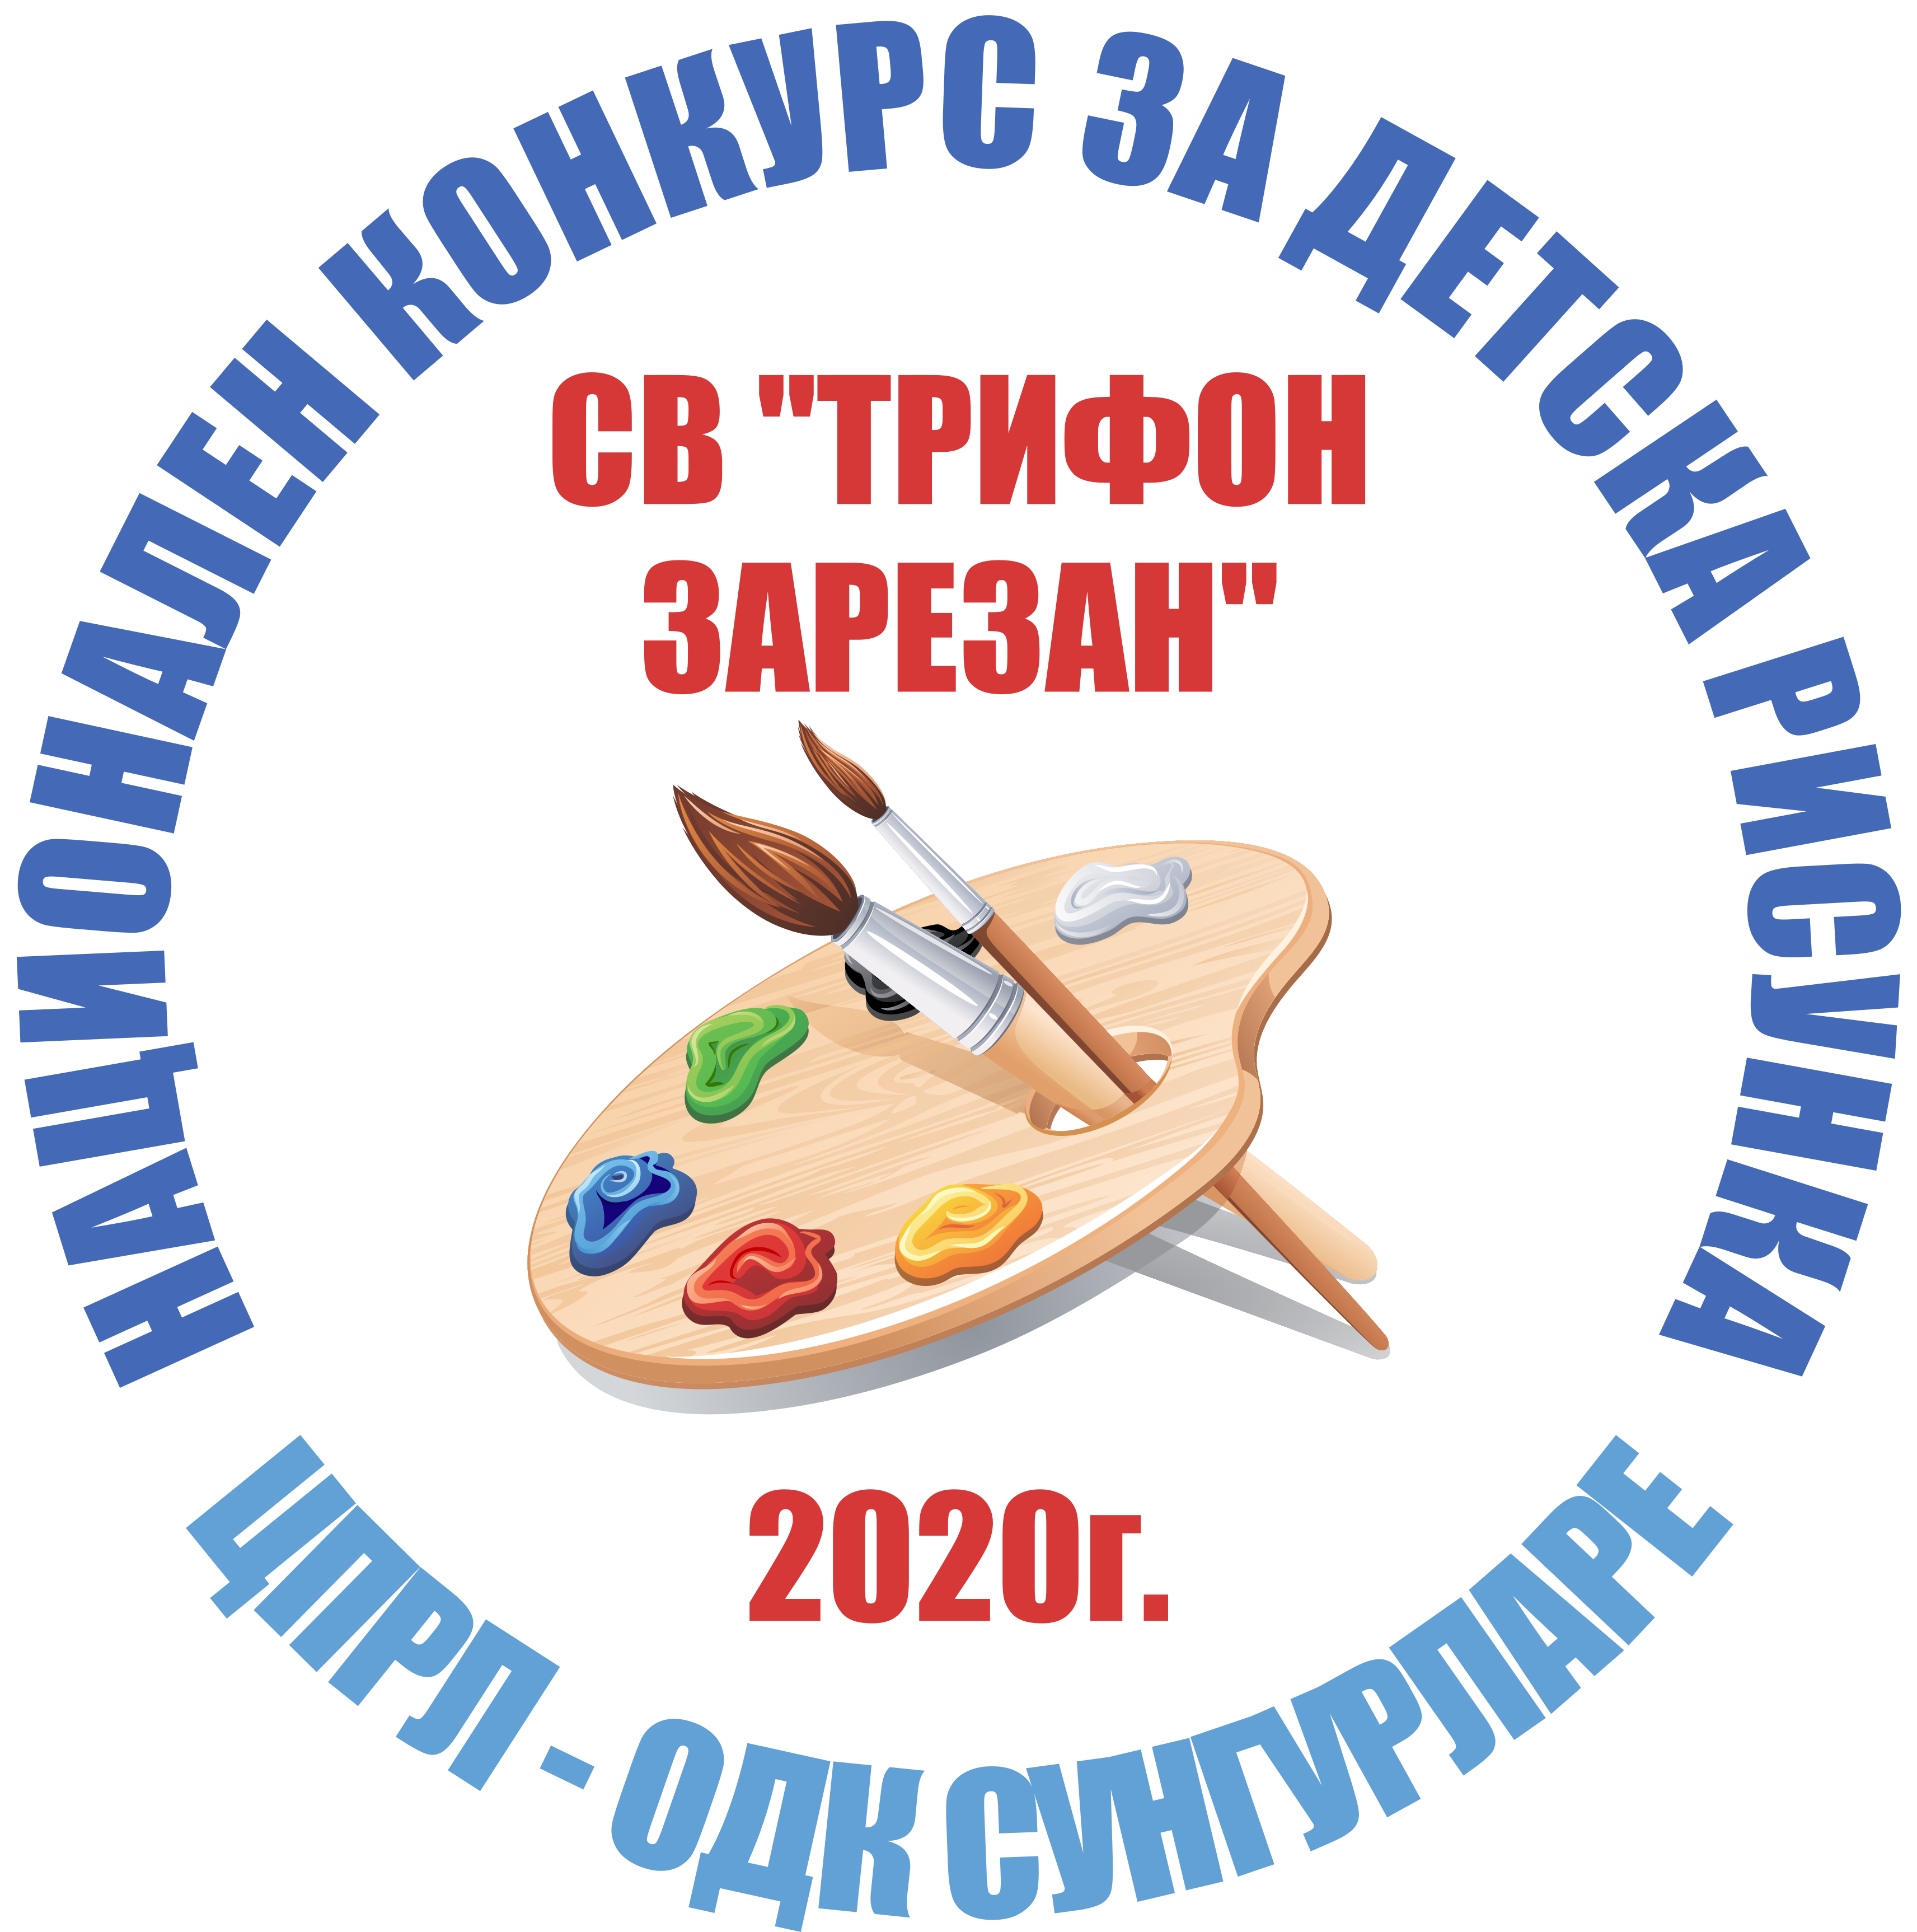 НАЦИОНАЛЕН КОНКУРС ЗА ДЕТСКА РИСУНКА
СВ "ТРИФОН
ЗАРЕЗАН"
2020г.
ЦПРЛ - ОДК СУНГУРЛАРЕ